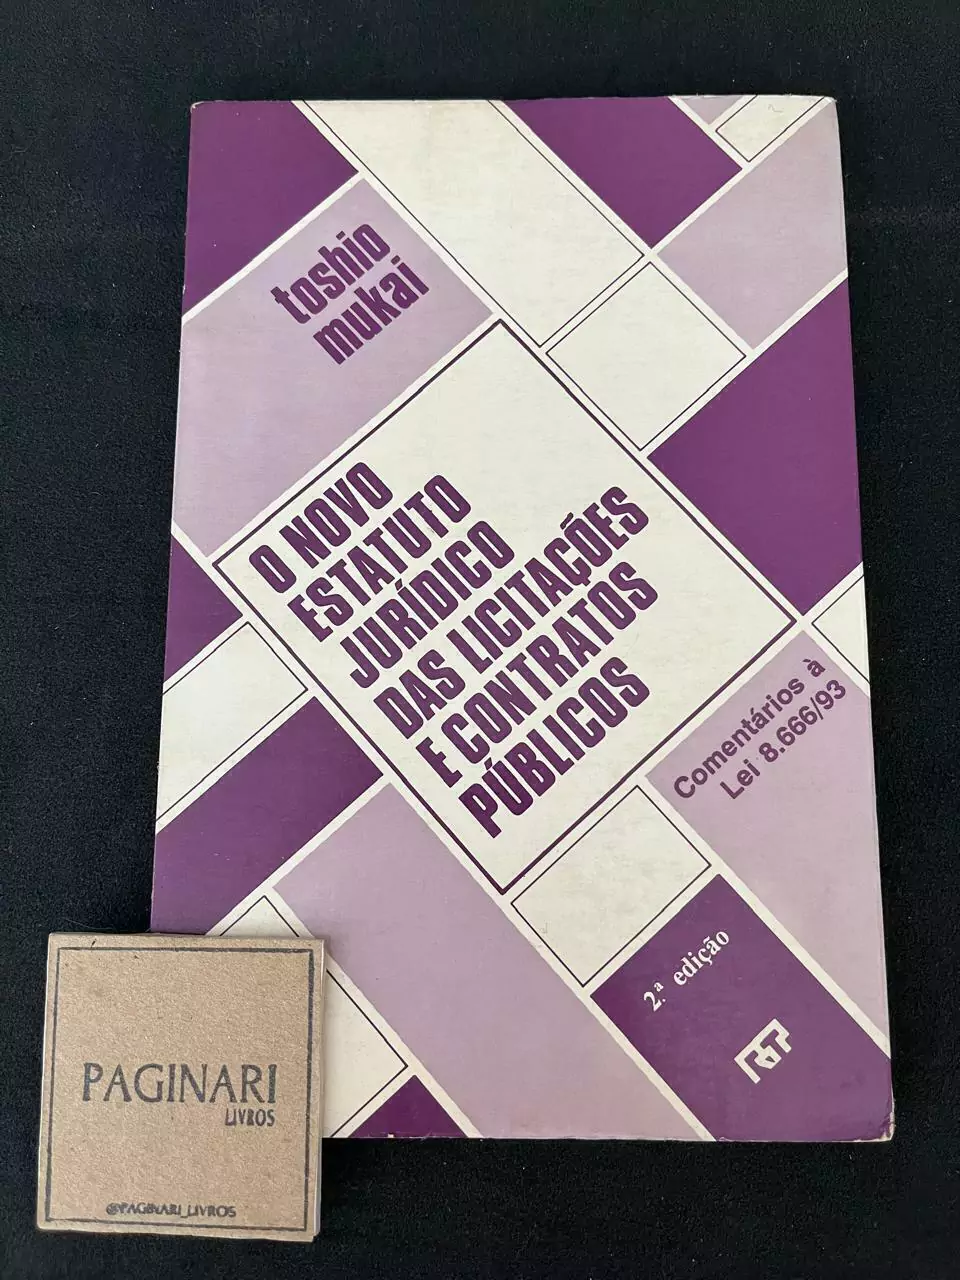 toshio
mukai
O NOVO
ESTATUTO
JURÍDICO
DAS LICITAÇÕES
E CONTRATOS
PÚBLICOS
Comentários à
Lei 8.666/93
2.ª edição
RT
PAGINARI
LIVROS
@PAGINARI_LIVROS